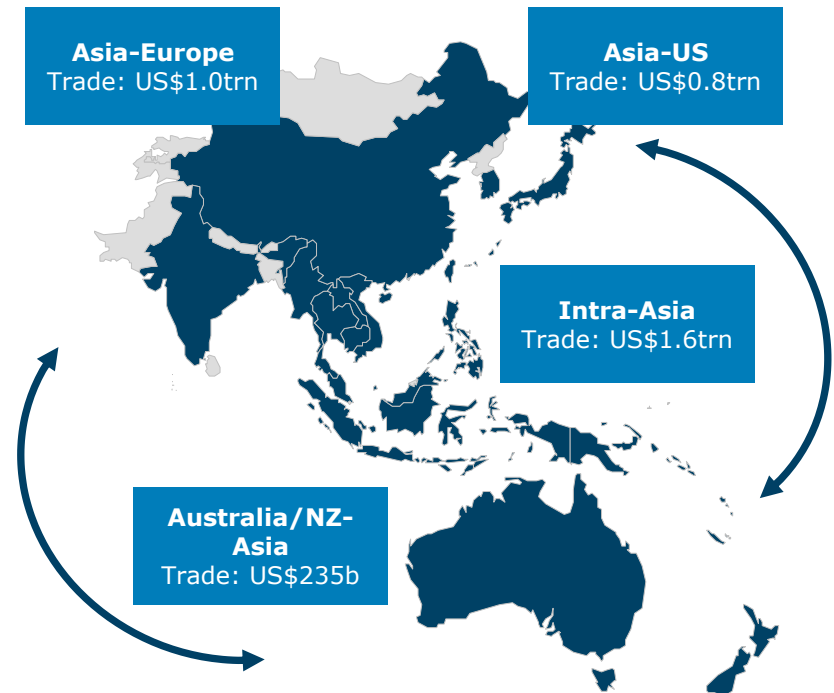 Asia-Europe
Trade: US$1.0trn
Asia-US
Trade: US$0.8trn
Intra-Asia
Trade: US$1.6trn
Australia/NZ-
Asia
Trade: US$235b